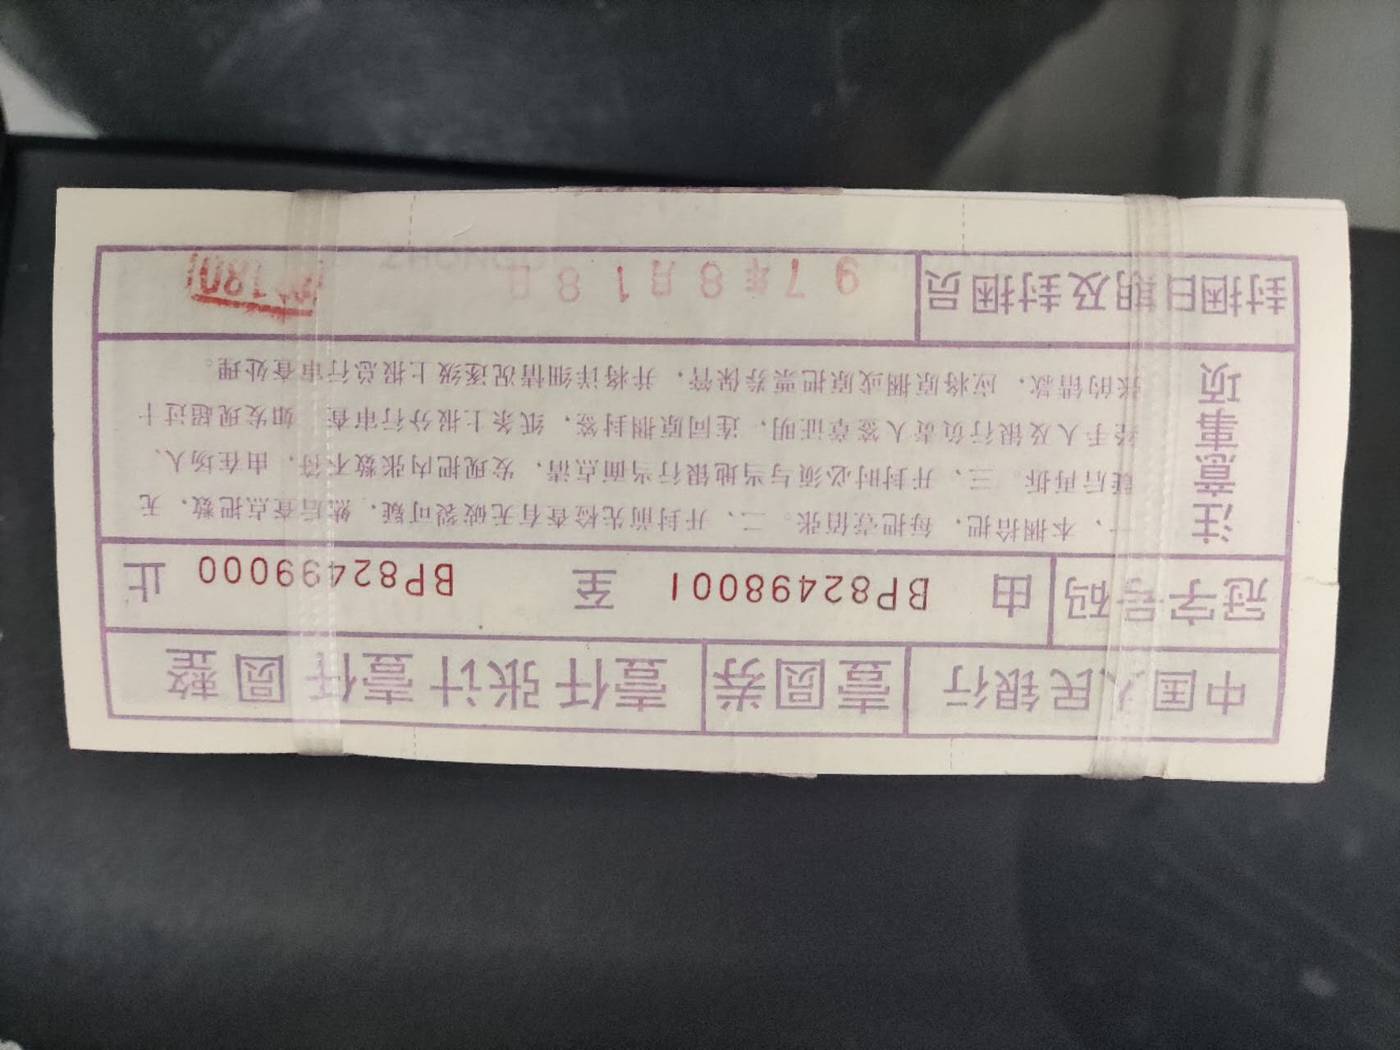 中国人民银行 壹圆券 壹仟张计壹仟圆整
冠字号码 由 BP82498001 至 BP82499000 止
注意事项
一、本捆拾把，每把壹佰张。二、开封前先检查有无破裂可疑，然后查点把数，无
疑后再拆。三、开封时必须与当地银行当面点清，发现把内张数不符，由在场人、
经手人及银行负责人签章证明，连同原捆封签、纸条上报分行审查 如发现超过十
张的错款，应将原捆或原把票券保管，并将详细情况逐级上报总行审查处理。
封捆日期及封捆员 97年8月18日 180